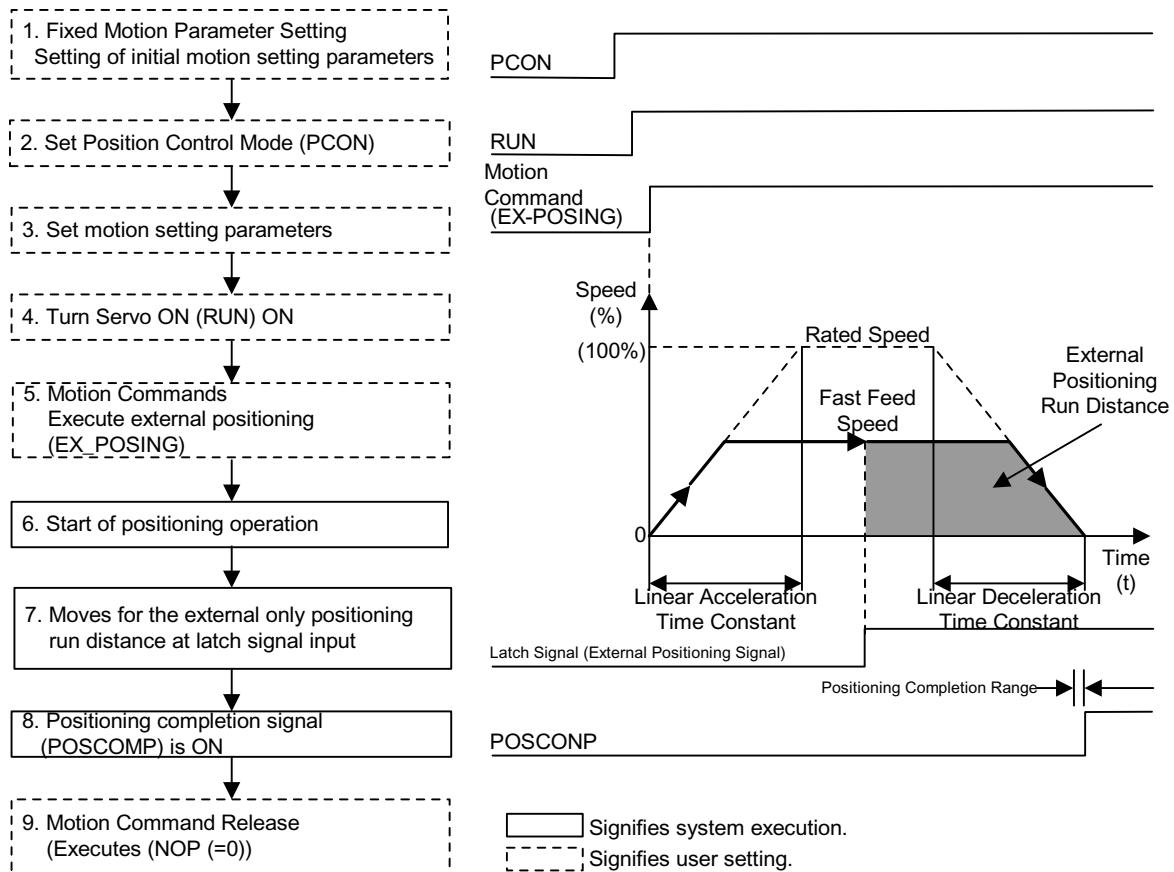 1. Fixed Motion Parameter Setting
Setting of initial motion setting parameters
2. Set Position Control Mode (PCON)
3. Set motion setting parameters
4. Turn Servo ON (RUN) ON
5. Motion Commands
Execute external positioning
(EX_POSING)
6. Start of positioning operation
7. Moves for the external only positioning
run distance at latch signal input
8. Positioning completion signal
(POSCOMP) is ON
9. Motion Command Release
(Executes (NOP (=0))
PCON
RUN
Motion
Command
(EX-POSING)
Speed
(%)
(100%)
Rated Speed
Fast Feed
Speed
External
Positioning
Run Distance
0
Time
(t)
Linear Acceleration
Time Constant
Linear Deceleration
Time Constant
Latch Signal (External Positioning Signal)
Positioning Completion Range
POSCONP
Signifies system execution.
Signifies user setting.